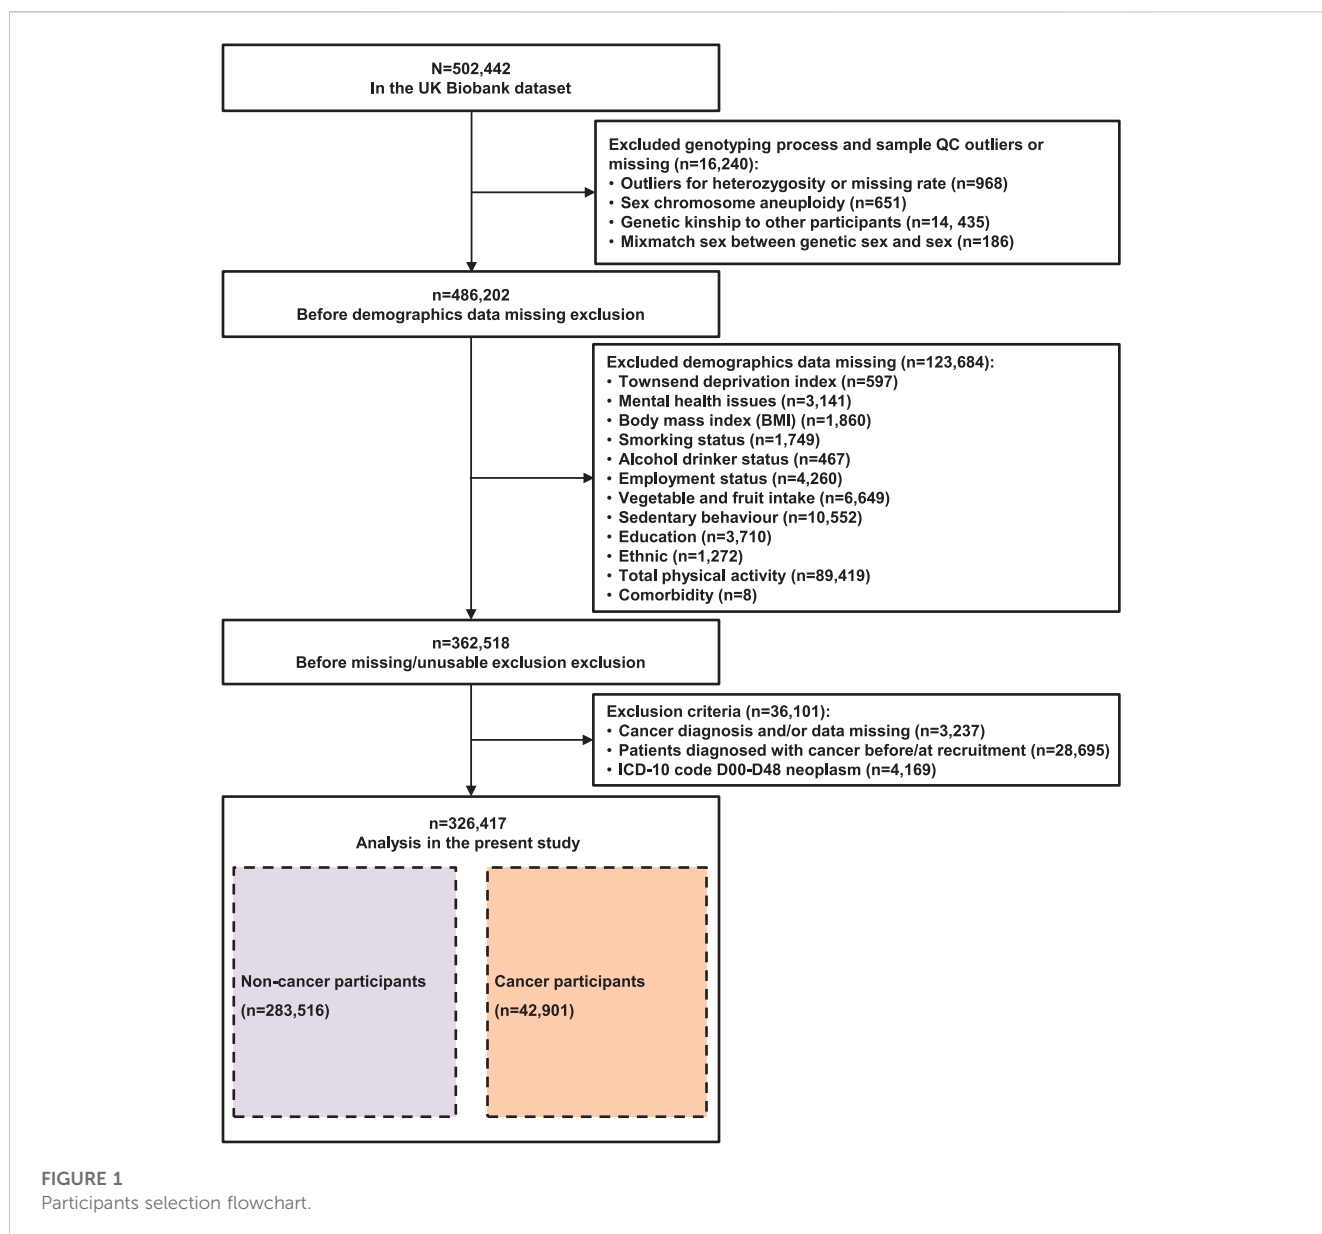 N=502,442
In the UK Biobank dataset
Excluded genotyping process and sample QC outliers or
missing (n=16,240):
• Outliers for heterozygosity or missing rate (n=968)
• Sex chromosome aneuploidy (n=651)
• Genetic kinship to other participants (n=14, 435)
• Mixmatch sex between genetic sex and sex (n=186)
n=486,202
Before demographics data missing exclusion
Excluded demographics data missing (n=123,684):
• Townsend deprivation index (n=597)
• Mental health issues (n=3,141)
• Body mass index (BMI) (n=1,860)
• Smorking status (n=1,749)
• Alcohol drinker status (n=467)
• Employment status (n=4,260)
• Vegetable and fruit intake (n=6,649)
• Sedentary behaviour (n=10,552)
• Education (n=3,710)
• Ethnic (n=1,272)
• Total physical activity (n=89,419)
• Comorbidity (n=8)
n=362,518
Before missing/unusable exclusion exclusion
Exclusion criteria (n=36,101):
• Cancer diagnosis and/or data missing (n=3,237)
• Patients diagnosed with cancer before/at recruitment (n=28,695)
• ICD-10 code D00-D48 neoplasm (n=4,169)
n=326,417
Analysis in the present study
Non-cancer participants
(n=283,516)
Cancer participants
(n=42,901)
FIGURE 1
Participants selection flowchart.